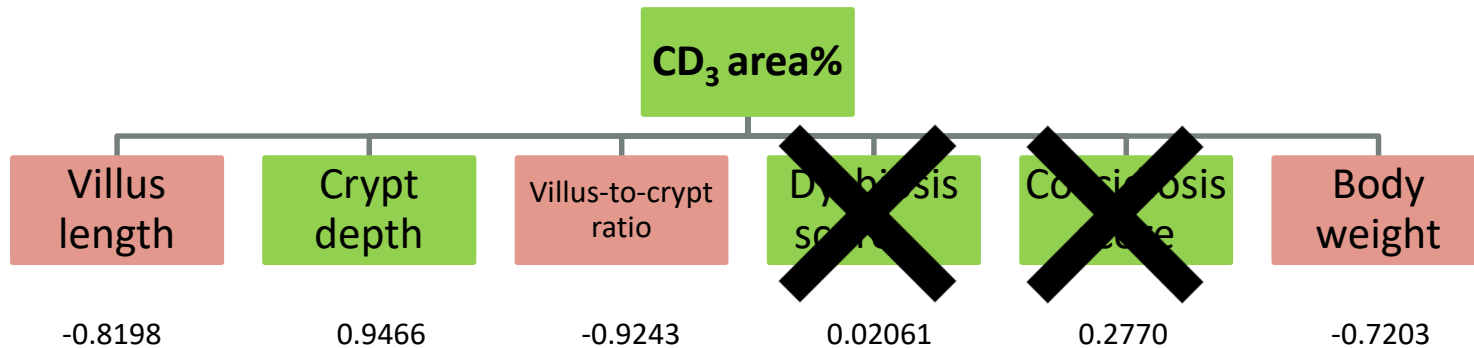 CD₃ area%
Villus
length
Crypt
depth
Villus-to-crypt
ratio
Body
weight
-0.8198
0.9466
-0.9243
0.02061
0.2770
-0.7203